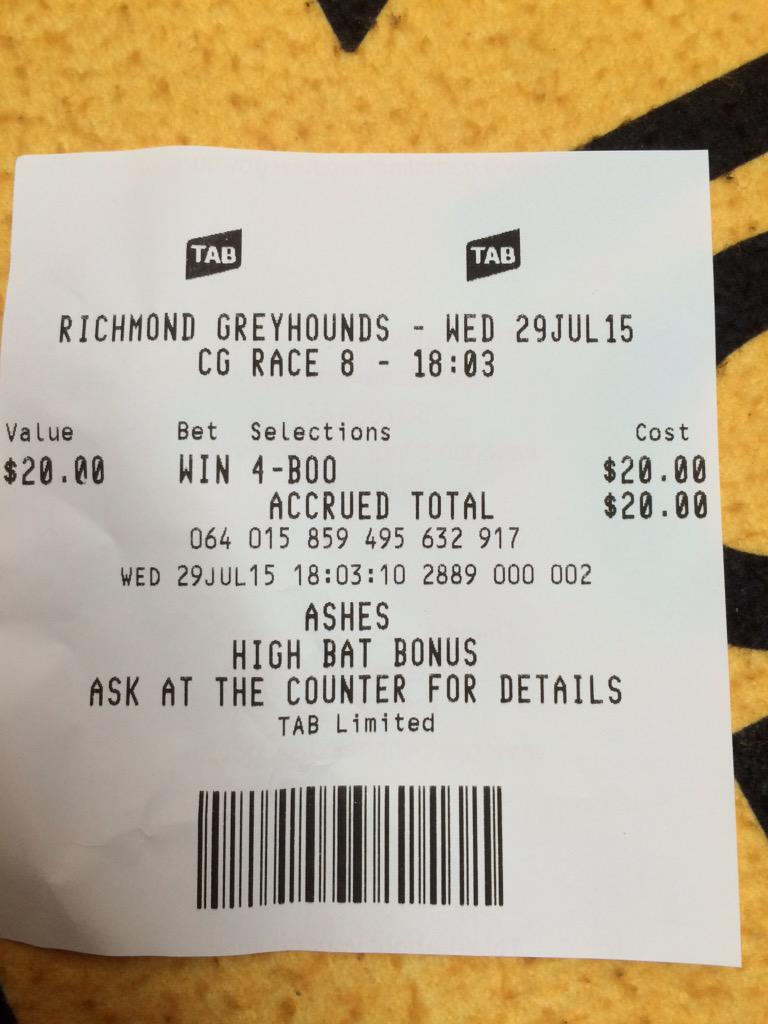 TAB TAB
RICHMOND GREYHOUNDS - WED 29JUL15
CG RACE 8 - 18:03
Value Bet Selections Cost
$20.00 WIN 4-BOO $20.00
ACCRUED TOTAL $20.00
064 015 859 495 632 917
WED 29JUL15 18:03:10 2889 000 002
ASHES
HIGH BAT BONUS
ASK AT THE COUNTER FOR DETAILS
TAB Limited